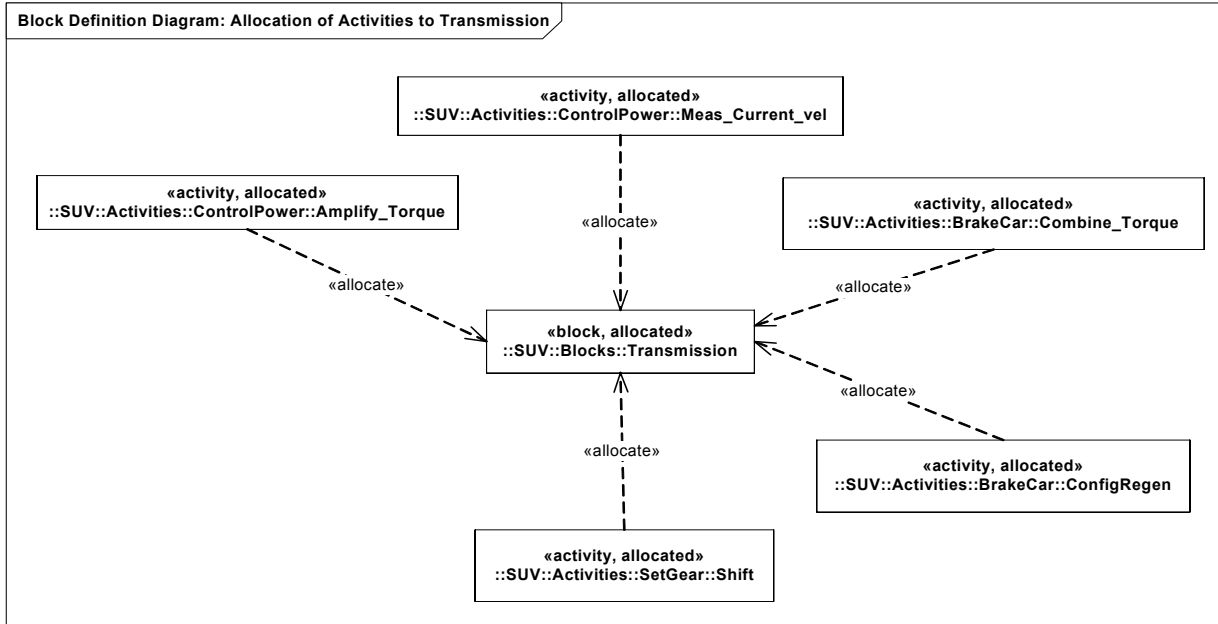 Block Definition Diagram: Allocation of Activities to Transmission
«activity, allowed»
::SUV::Activities::ControlPower::Meas_Current_vel
«activity, allocated»
::SUV::Activities::ControlPower::Amplify_Torque
«activity, allocated»
::SUV::Activities::BrakeCar::Combine_Torque
«allocate»
«allocate»
«allocate»
«block, allocated»
::SUV::Blocks::Transmission
«allocate»
«allocate»
«activity, allocated»
::SUV::Activities::BrakeCar::ConfigRegen
«activity, allocated»
::SUV::Activities::SetGear::Shift